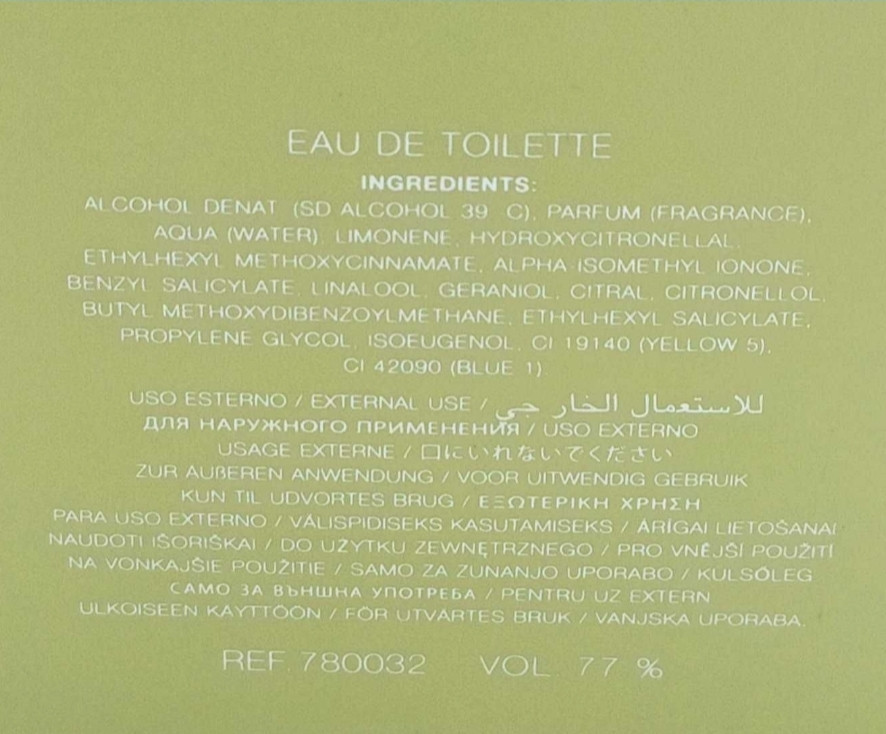 EAU DE TOILETTE
INGREDIENTS:
ALCOHOL DENAT (SD ALCOHOL 39 C), PARFUM (FRAGRANCE),
AQUA (WATER), LIMONENE, HYDROXYCITRONELLAL,
ETHYLHEXYL METHOXYCINNAMATE, ALPHA-ISOMETHYL IONONE,
BENZYL SALICYLATE, LINALOOL, GERANIOL, CITRAL, CITRONELLOL,
BUTYL METHOXYDIBENZOYLMETHANE, ETHYLHEXYL SALICYLATE,
PROPYLENE GLYCOL, ISOEUGENOL, CI 19140 (YELLOW 5),
CI 42090 (BLUE 1).
USO ESTERNO / EXTERNAL USE / للاستعمال الخار جي
ДЛЯ НАРУЖНОГО ПРИМЕНЕНИЯ / USO EXTERNO
USAGE EXTERNE / 口にいれないでください
ZUR AUßEREN ANWENDUNG / VOOR UITWENDIG GEBRUIK
KUN TIL UDVORTES BRUG / ΕΞΩΤΕΡΙΚΗ ΧΡΗΣΗ
PARA USO EXTERNO / VÄLISPIDISEKS KASUTAMISEKS / ĀRĪGAI LIETOŠANAI
NAUDOTI IŠORIŠKAI / DO UŻYTKU ZEWNĘTRZNEGO / PRO VNĚJŠÍ POUŽITÍ
NA VONKAJŠIE POUŽITIE / SAMO ZA ZUNANJO UPORABO / KULSŐLEG
САМО ЗА ВЪНШНА УПОТРЕБА / PENTRU UZ EXTERN
ULKOISEEN KÄYTTÖÖN / FÖR UTVÄRTES BRUK / VANJSKA UPORABA.
REF. 780032 VOL 77 %